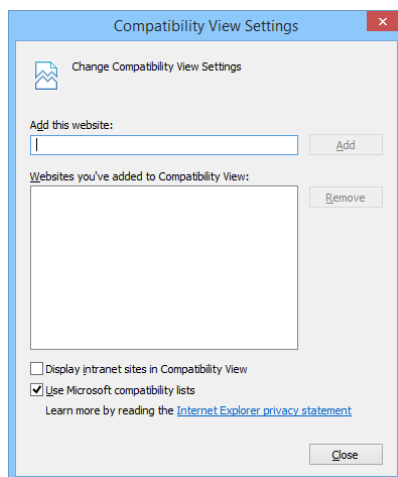 Compatibility View Settings
Change Compatibility View Settings
Add this website:
Add
Websites you've added to Compatibility View:
Remove
Display intranet sites in Compatibility View
Use Microsoft compatibility lists
Learn more by reading the Internet Explorer privacy statement
Close